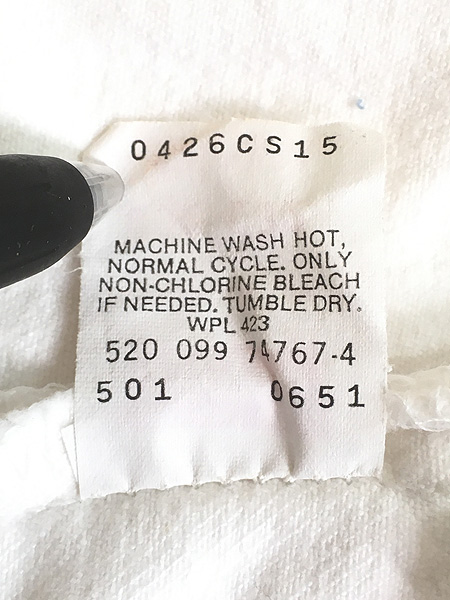 0426CS15
MACHINE WASH HOT,
NORMAL CYCLE. ONLY
NON-CHLORINE BLEACH
IF NEEDED. TUMBLE DRY.
WPL 423
520 099 74767-4
501 0651